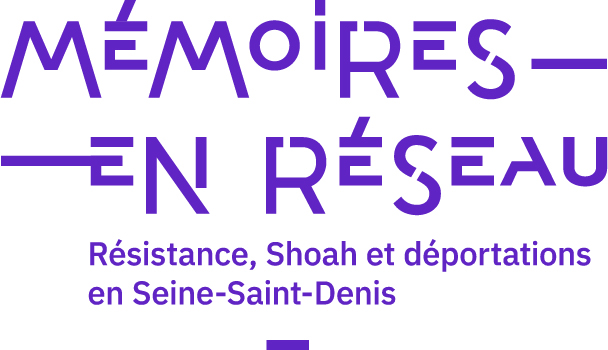 MÉMOIRES—
—EN RÉSEAU
Résistance, Shoah et déportations
en Seine-Saint-Denis